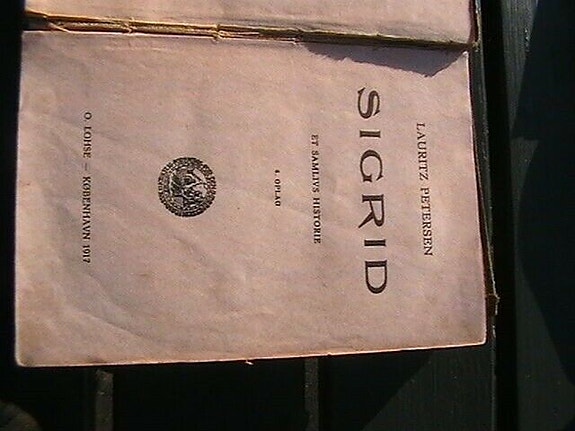 LAURITZ PETERSEN
SIGRID
ET SAMLIVS HISTORIE
4. OPLAG
O. LOHSE – KØBENHAVN 1917